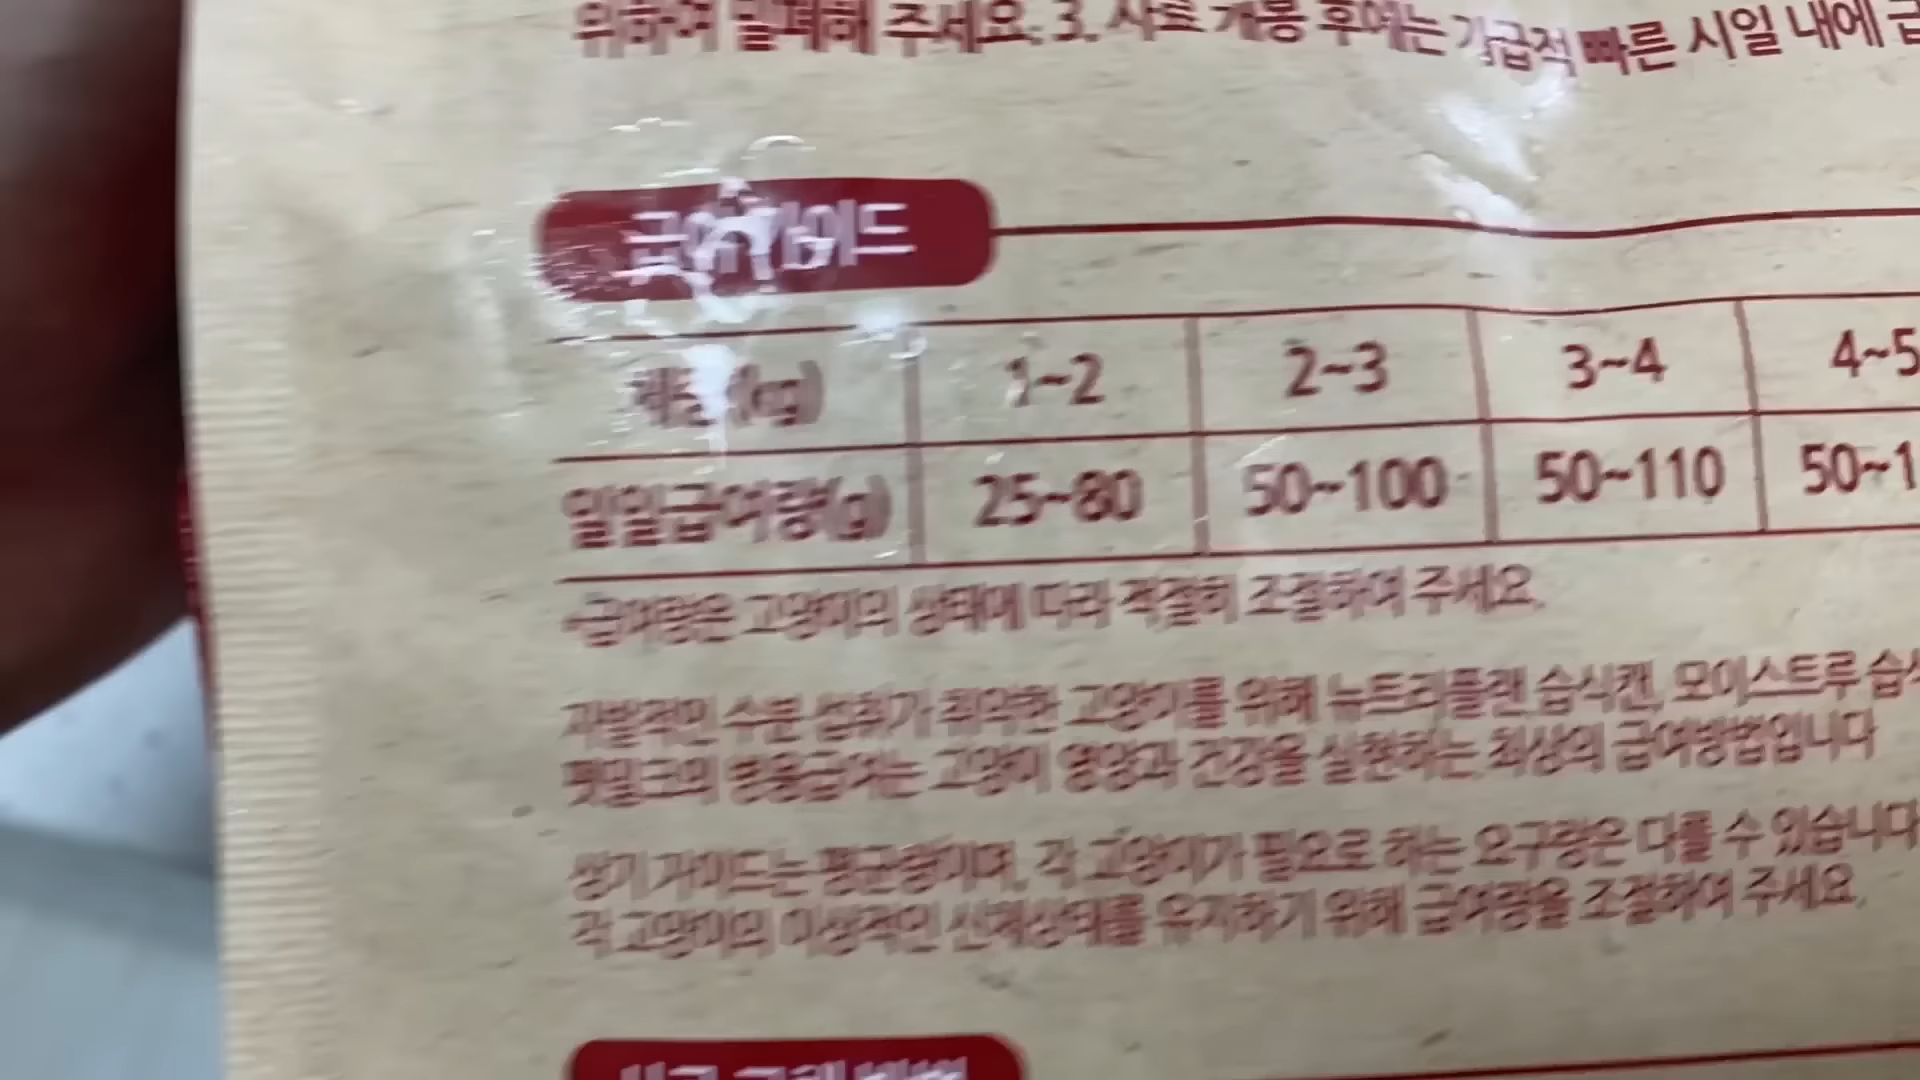 위하여 밀폐해 주세요. 3. 사료 개봉 후에는 가급적 빠른 시일 내에 급
급여가이드
체중(kg) 1~2 2~3 3~4 4~5
일일급여량(g) 25~80 50~100 50~110 50~1
*급여량은 고양이의 상태에 따라 적절히 조절하여 주세요.
자발적인 수분 섭취가 취약한 고양이를 위해 뉴트리플랜 습식캔, 모이스트루 습식
펫밀크의 병용급여는 고양이 영양과 건강을 실현하는 최상의 급여방법입니다
상기 가이드는 평균량이며, 각 고양이가 필요로 하는 요구량은 다를 수 있습니다
각 고양이의 이상적인 신체상태를 유지하기 위해 급여량을 조절하여 주세요.